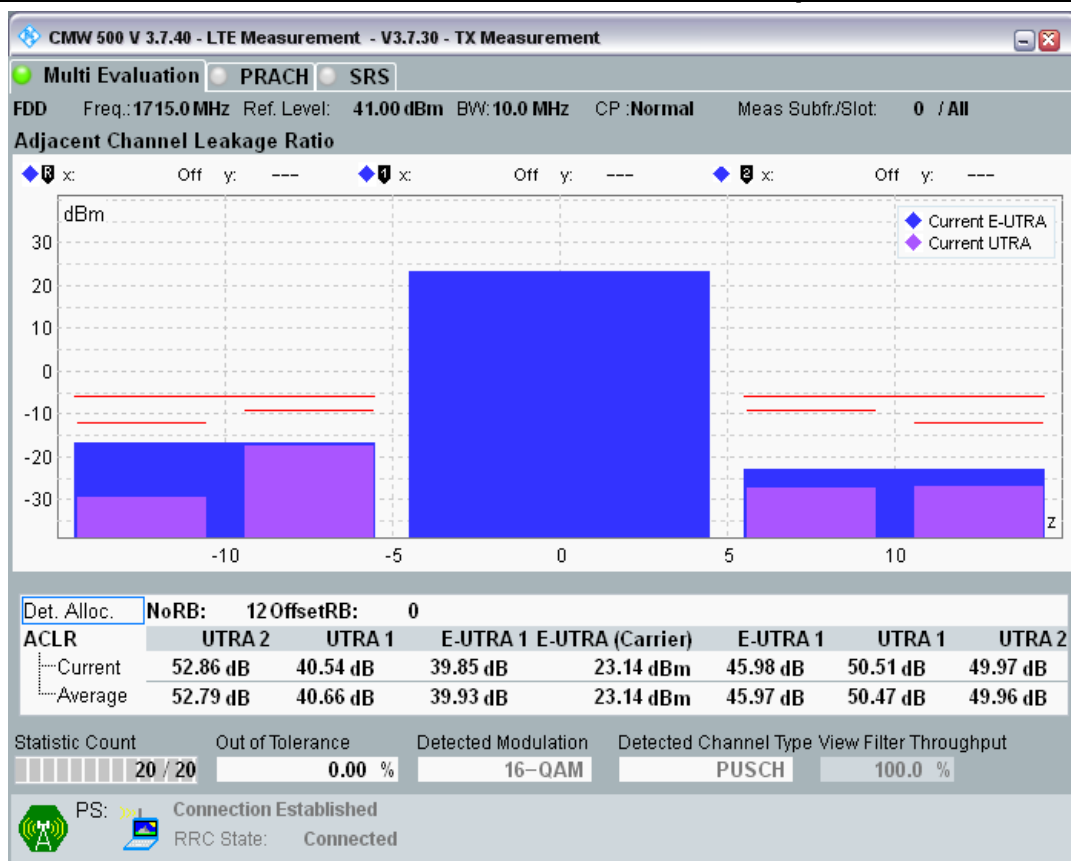 CMW 500 V 3.7.40 - LTE Measurement - V3.7.30 - TX Measurement
Multi Evaluation PRACH SRS
FDD Freq.: 1715.0 MHz Ref. Level: 41.00 dBm BW: 10.0 MHz CP : Normal Meas Subfr./Slot: 0 / All
Adjacent Channel Leakage Ratio
R x: Off y: --- 1 x: Off y: --- 2 x: Off y: ---
dBm
Current E-UTRA
Current UTRA
30
20
10
0
-10
-20
-30
z
-10 -5 0 5 10
Det. Alloc. NoRB: 12 OffsetRB: 0
ACLR UTRA 2 UTRA 1 E-UTRA 1 E-UTRA (Carrier) E-UTRA 1 UTRA 1 UTRA 2
Current 52.86 dB 40.54 dB 39.85 dB 23.14 dBm 45.98 dB 50.51 dB 49.97 dB
Average 52.79 dB 40.66 dB 39.93 dB 23.14 dBm 45.97 dB 50.47 dB 49.96 dB
Statistic Count Out of Tolerance Detected Modulation Detected Channel Type View Filter Throughput
20 / 20 0.00 % 16-QAM PUSCH 100.0 %
PS: Connection Established
RRC State: Connected